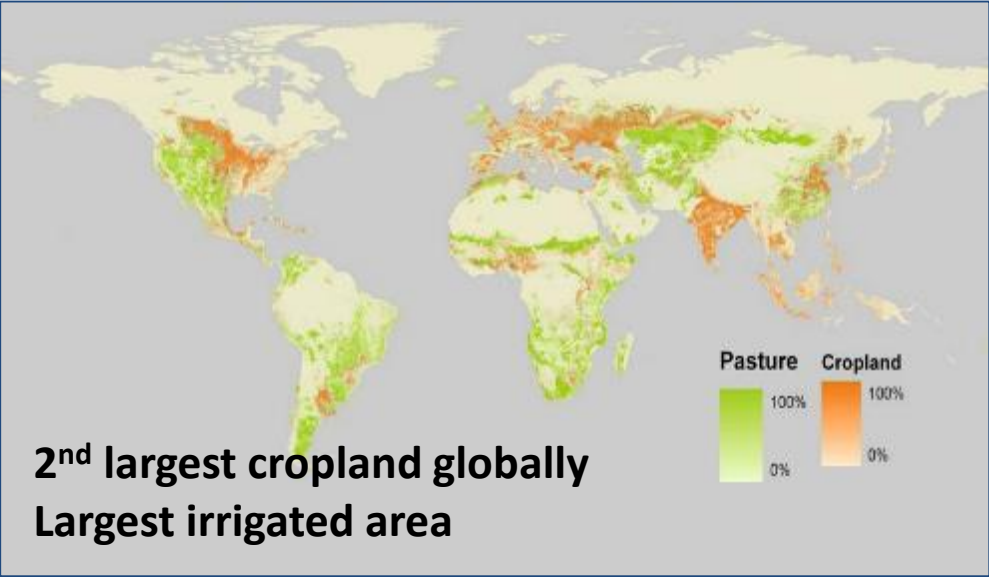 Pasture Cropland
100% 100%
0% 0%
2nd largest cropland globally
Largest irrigated area